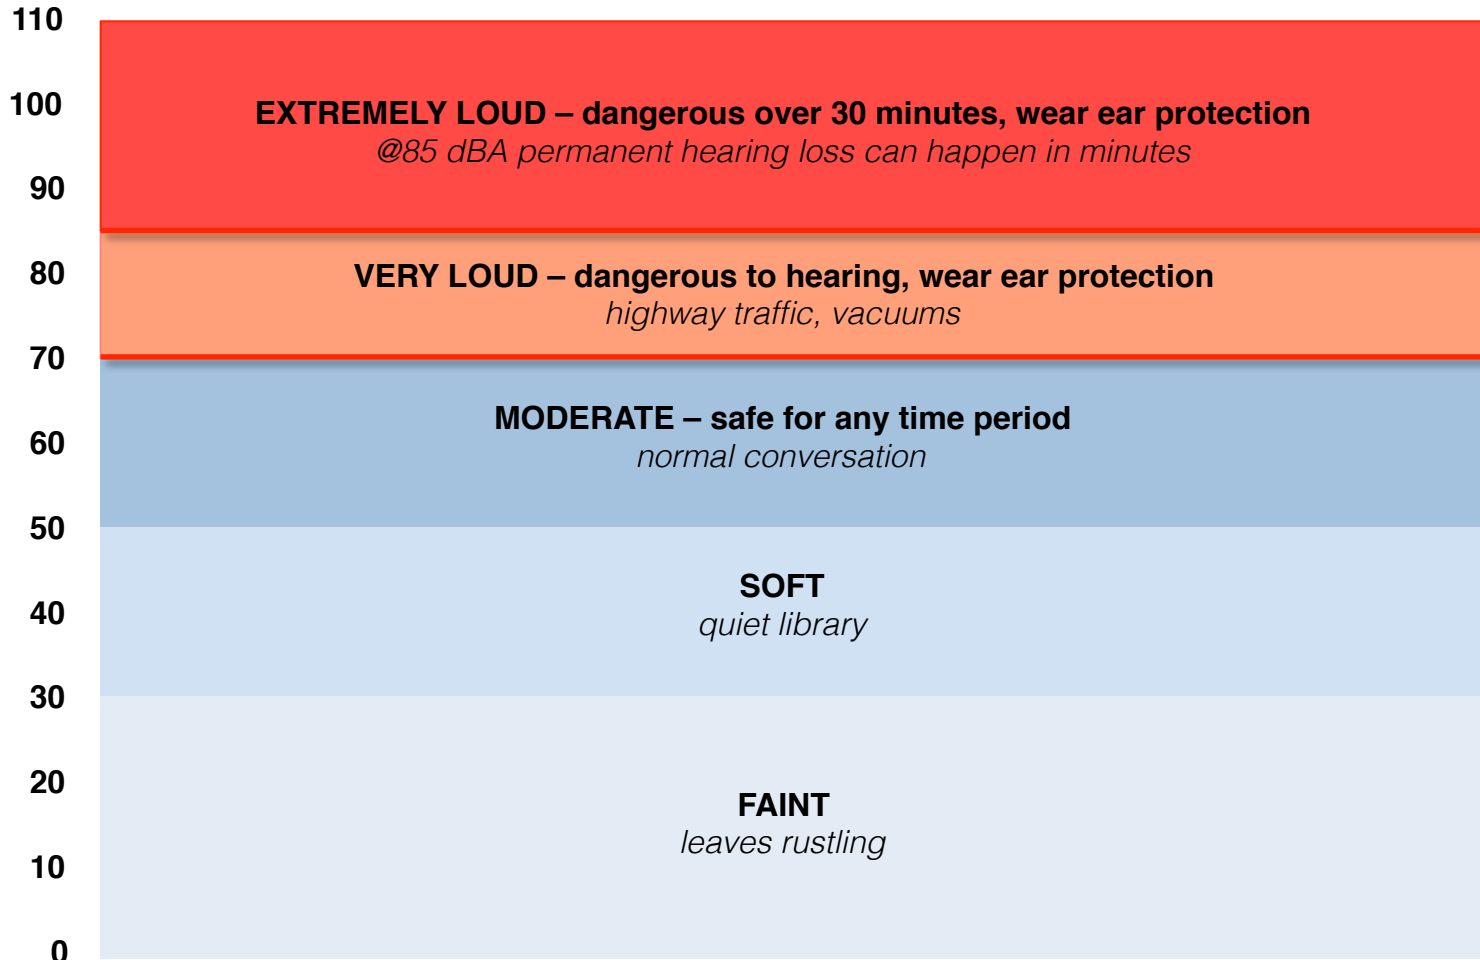 110
100
EXTREMELY LOUD – dangerous over 30 minutes, wear ear protection
@85 dBA permanent hearing loss can happen in minutes
90
80
VERY LOUD – dangerous to hearing, wear ear protection
highway traffic, vacuums
70
MODERATE – safe for any time period
60
normal conversation
50
SOFT
40
quiet library
30
20
FAINT
leaves rustling
10
0